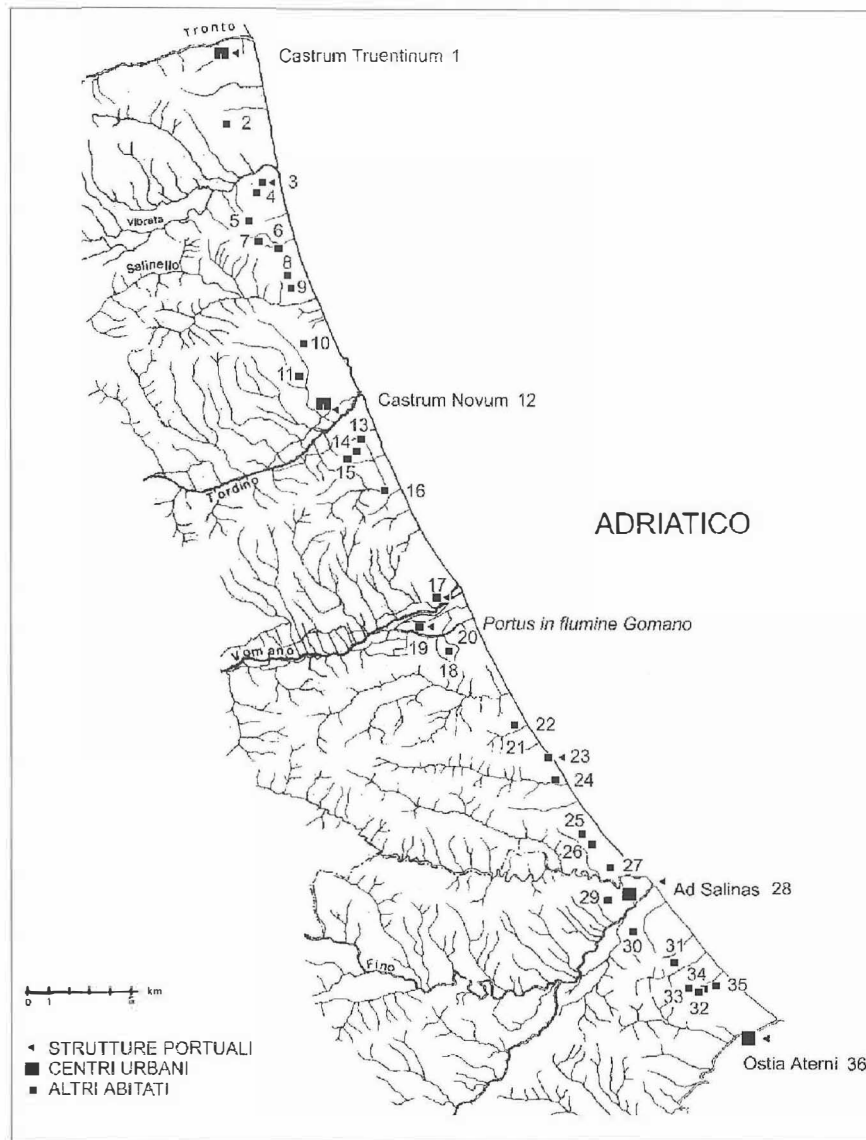 Tronto
Castrum Truentinum 1
2
3
4
Vibrata
5
6
7
Salinello
8
9
10
11
Castrum Novum 12
13
14
15
Tordino
16
ADRIATICO
17
Portus in flumine Gomano
Vomano
19
20
18
22
21
23
24
25
26
27
Ad Salinas 28
29
30
Fino
31
34
33
32
35
0 1 5 km
Ostia Aterni 36
STRUTTURE PORTUALI
CENTRI URBANI
ALTRI ABITATI